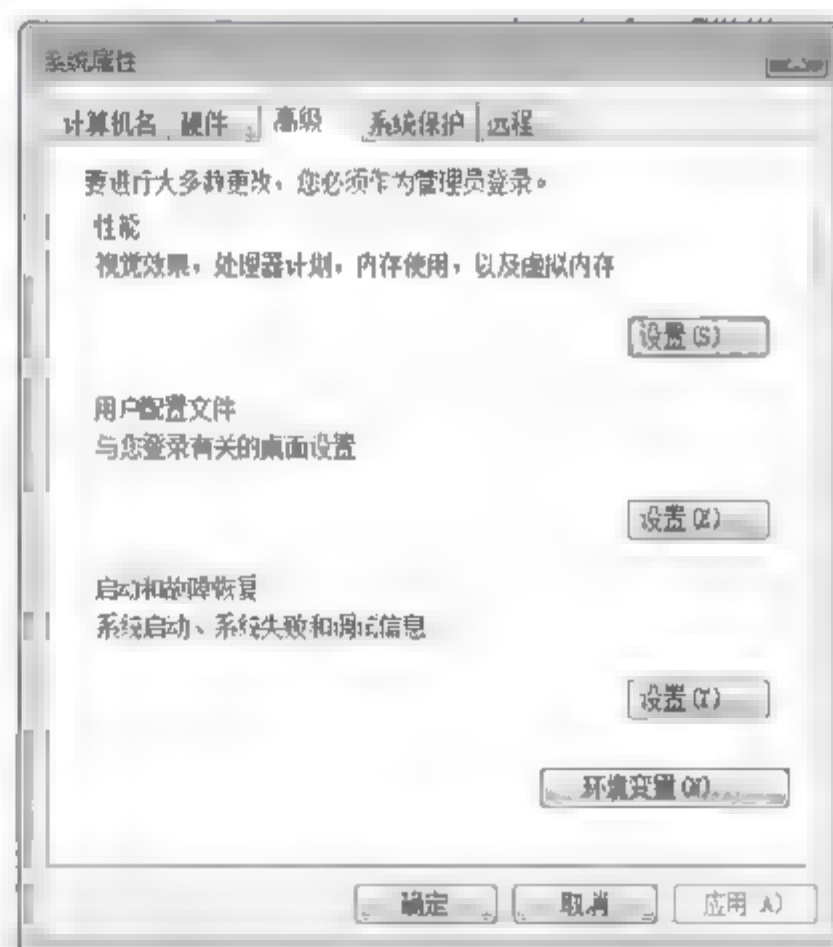 系统属性
计算机名 硬件 高级 系统保护 远程
要进行大多数更改，您必须作为管理员登录。
性能
视觉效果，处理器计划，内存使用，以及虚拟内存
设置(S)
用户配置文件
与您登录有关的桌面设置
设置(E)
启动和故障恢复
系统启动、系统失败和调试信息
设置(T)
环境变量(N)
确定 取消 应用 A)